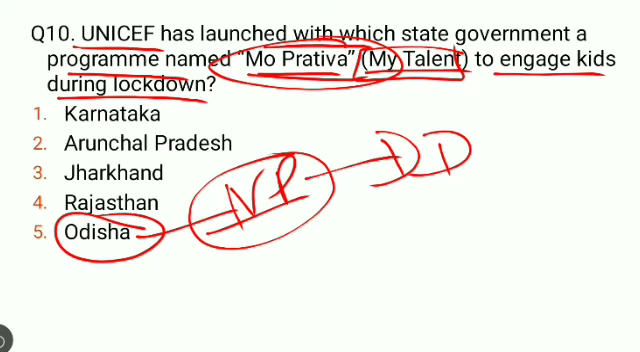 Q10. UNICEF has launched with which state government a
programme named "Mo Prativa" (My Talent) to engage kids
during lockdown?
1. Karnataka
2. Arunchal Pradesh
3. Jharkhand
4. Rajasthan
5. Odisha
NP DD